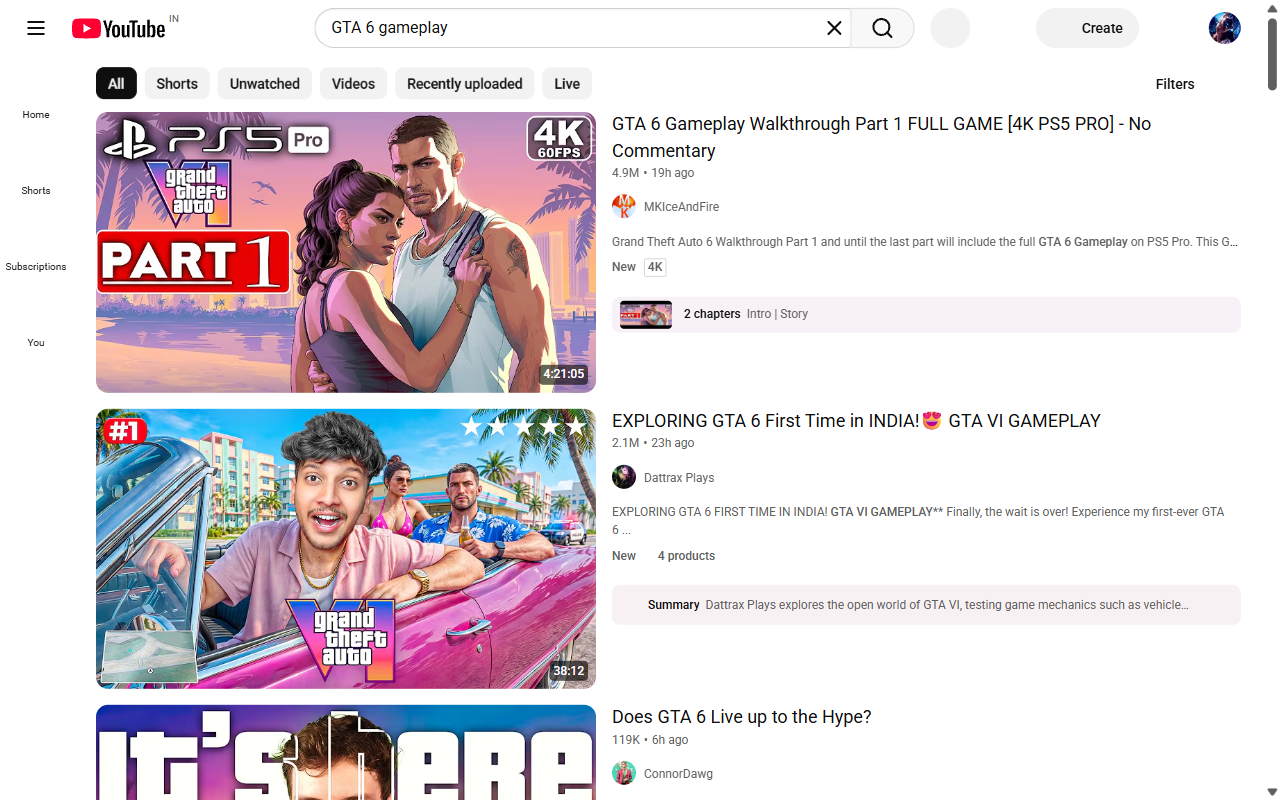 YouTube IN
GTA 6 gameplay
Create
All
Shorts
Unwatched
Videos
Recently uploaded
Live
Filters
Home
Shorts
Subscriptions
You
PS5 Pro
4K
60FPS
VI
grand
theft
auto
PART 1
4:21:05
GTA 6 Gameplay Walkthrough Part 1 FULL GAME [4K PS5 PRO] - No
Commentary
4.9M • 19h ago
MK
MKIceAndFire
Grand Theft Auto 6 Walkthrough Part 1 and until the last part will include the full GTA 6 Gameplay on PS5 Pro. This G...
New 4K
PART 1
2 chapters Intro | Story
#1
VI
grand
theft
auto
38:12
EXPLORING GTA 6 First Time in INDIA!😍 GTA VI GAMEPLAY
2.1M • 23h ago
Dattrax Plays
EXPLORING GTA 6 FIRST TIME IN INDIA! GTA VI GAMEPLAY** Finally, the wait is over! Experience my first-ever GTA
6 ...
New 4 products
Summary Dattrax Plays explores the open world of GTA VI, testing game mechanics such as vehicle...
It's here
Does GTA 6 Live up to the Hype?
119K • 6h ago
ConnorDawg